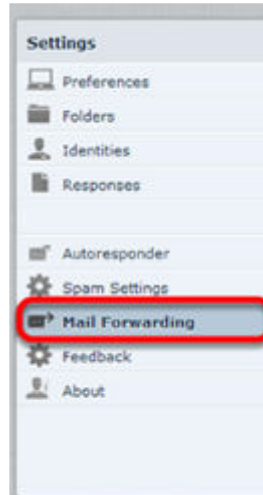 Settings
Preferences
Folders
Identities
Responses
Autoresponder
Spam Settings
Mail Forwarding
Feedback
About